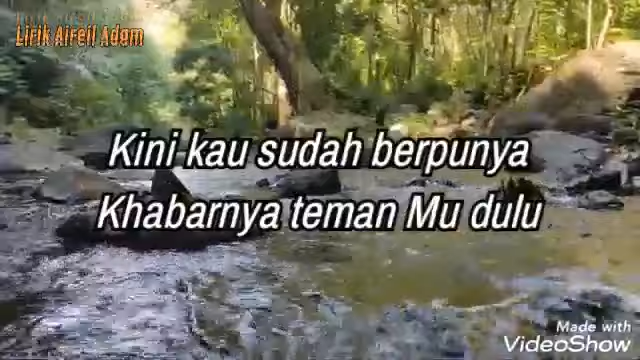 Lirik Aireil Adam
Kini kau sudah berpunya
Khabarnya teman Mu dulu
Made with
VideoShow